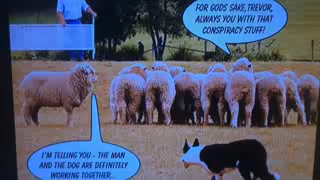 FOR GODS SAKE,TREVOR,
ALWAYS YOU WITH THAT
CONSPIRACY STUFF!
I'M TELLING YOU - THE MAN
AND THE DOG ARE DEFINITELY
WORKING TOGETHER...